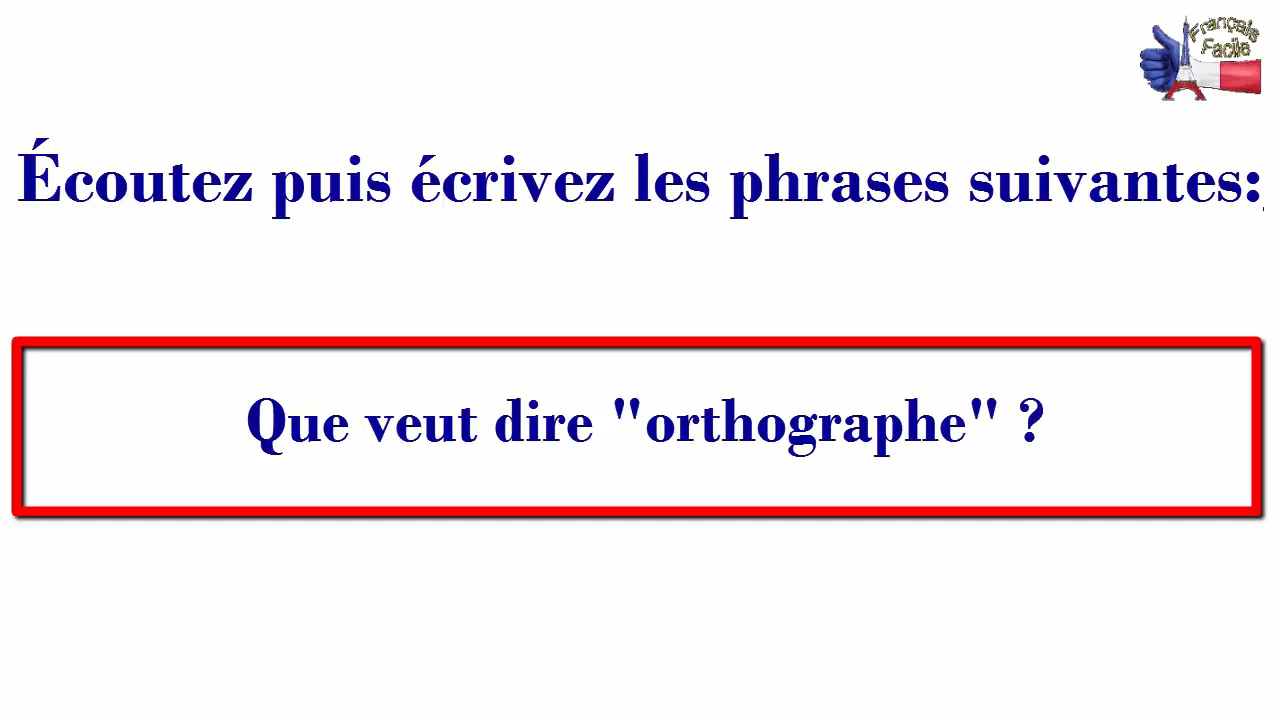 Français
Facile
Écoutez puis écrivez les phrases suivantes:
Que veut dire "orthographe" ?